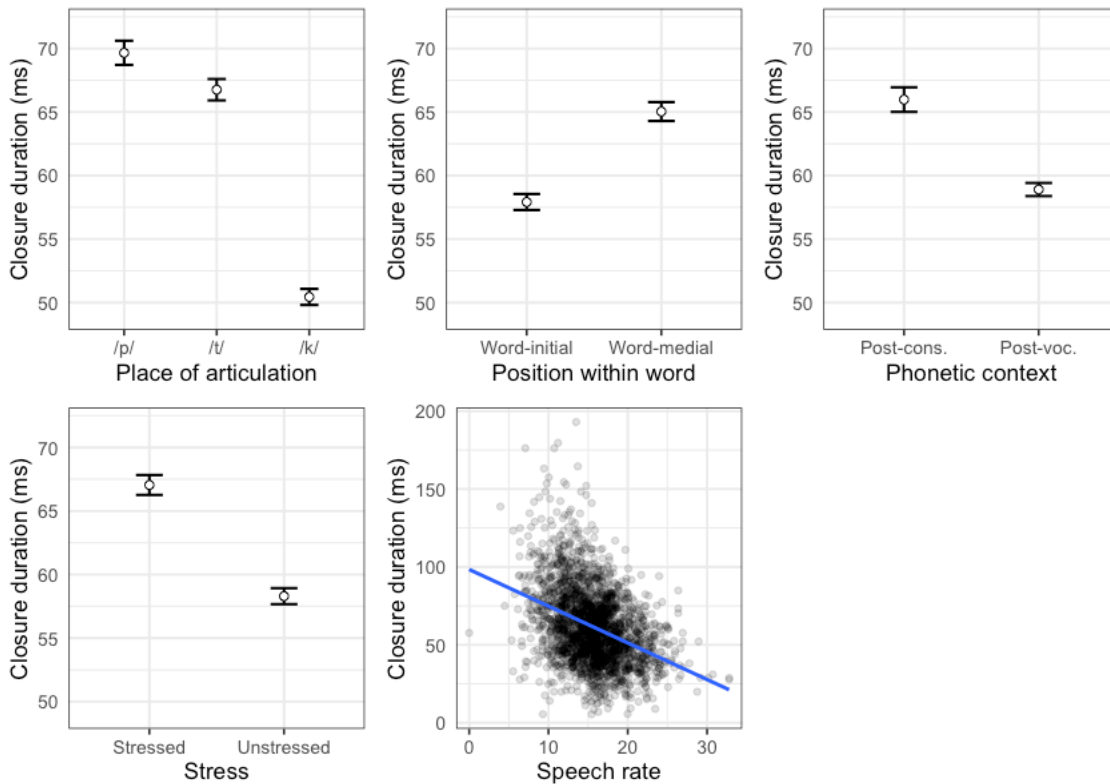 Closure duration (ms)
70
65
60
55
50
/p/ /t/ /k/
Place of articulation
Closure duration (ms)
70
65
60
55
50
Word-initial Word-medial
Position within word
Closure duration (ms)
70
65
60
55
50
Post-cons. Post-voc.
Phonetic context
Closure duration (ms)
70
65
60
55
50
Stressed Unstressed
Stress
Closure duration (ms)
200
150
100
50
0
0 10 20 30
Speech rate